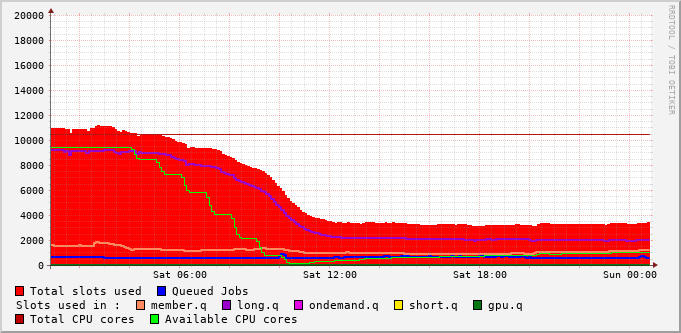 20000
18000
16000
14000
12000
10000
8000
6000
4000
2000
0
Sat 06:00 Sat 12:00 Sat 18:00 Sun 00:00
Total slots used Queued Jobs
Slots used in : member.q long.q ondemand.q short.q gpu.q
Total CPU cores Available CPU cores
RRDTOOL / TOBI OETIKER